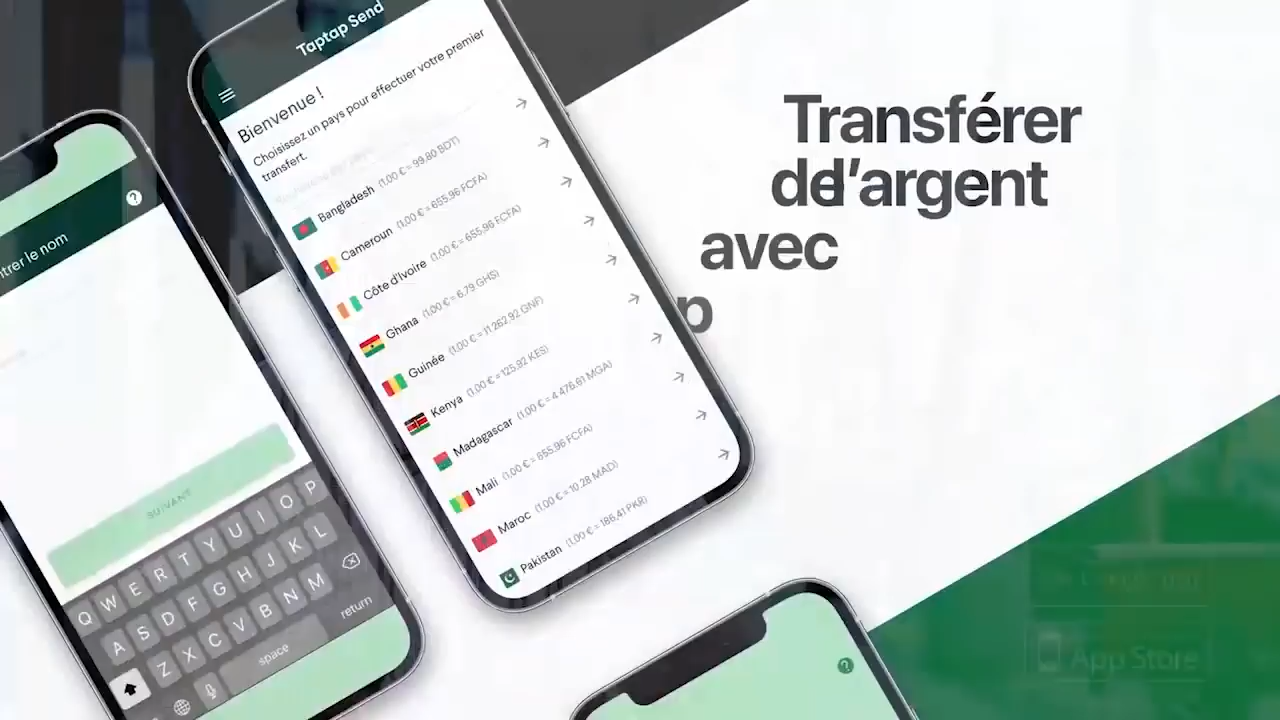 Taptap Send
Bienvenue !
Choisissez un pays pour effectuer votre premier
transfert.
Bangladesh (1.00 € = 99.80 BDT)
Cameroun (1.00 € = 655.96 FCFA)
Côte d'Ivoire (1.00 € = 655.96 FCFA)
Ghana (1.00 € = 6.79 GHS)
Guinée (1.00 € = 11 262.92 GNF)
Kenya (1.00 € = 125.92 KES)
Madagascar (1.00 € = 4 476.61 MGA)
Mali (1.00 € = 655.96 FCFA)
Maroc (1.00 € = 10.28 MAD)
Pakistan (1.00 € = 186.41 PKR)
ntrer le nom
SUIVANT
Q W E R T Y U I O P
A S D F G H J K L
Z X C V B N M
space
return
Transférer
d'argent
avec
p
App Store